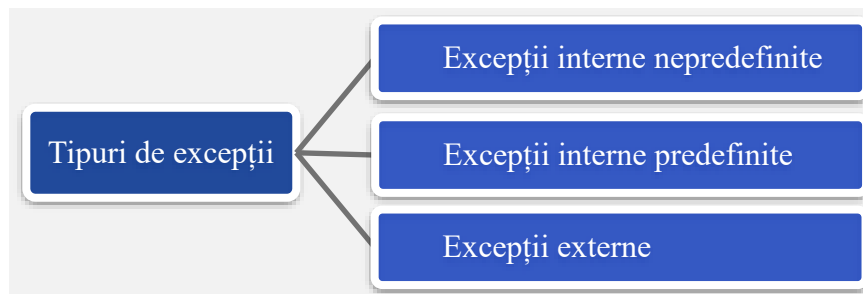 Excepții interne nepredefinite
Tipuri de excepții
Excepții interne predefinite
Excepții externe